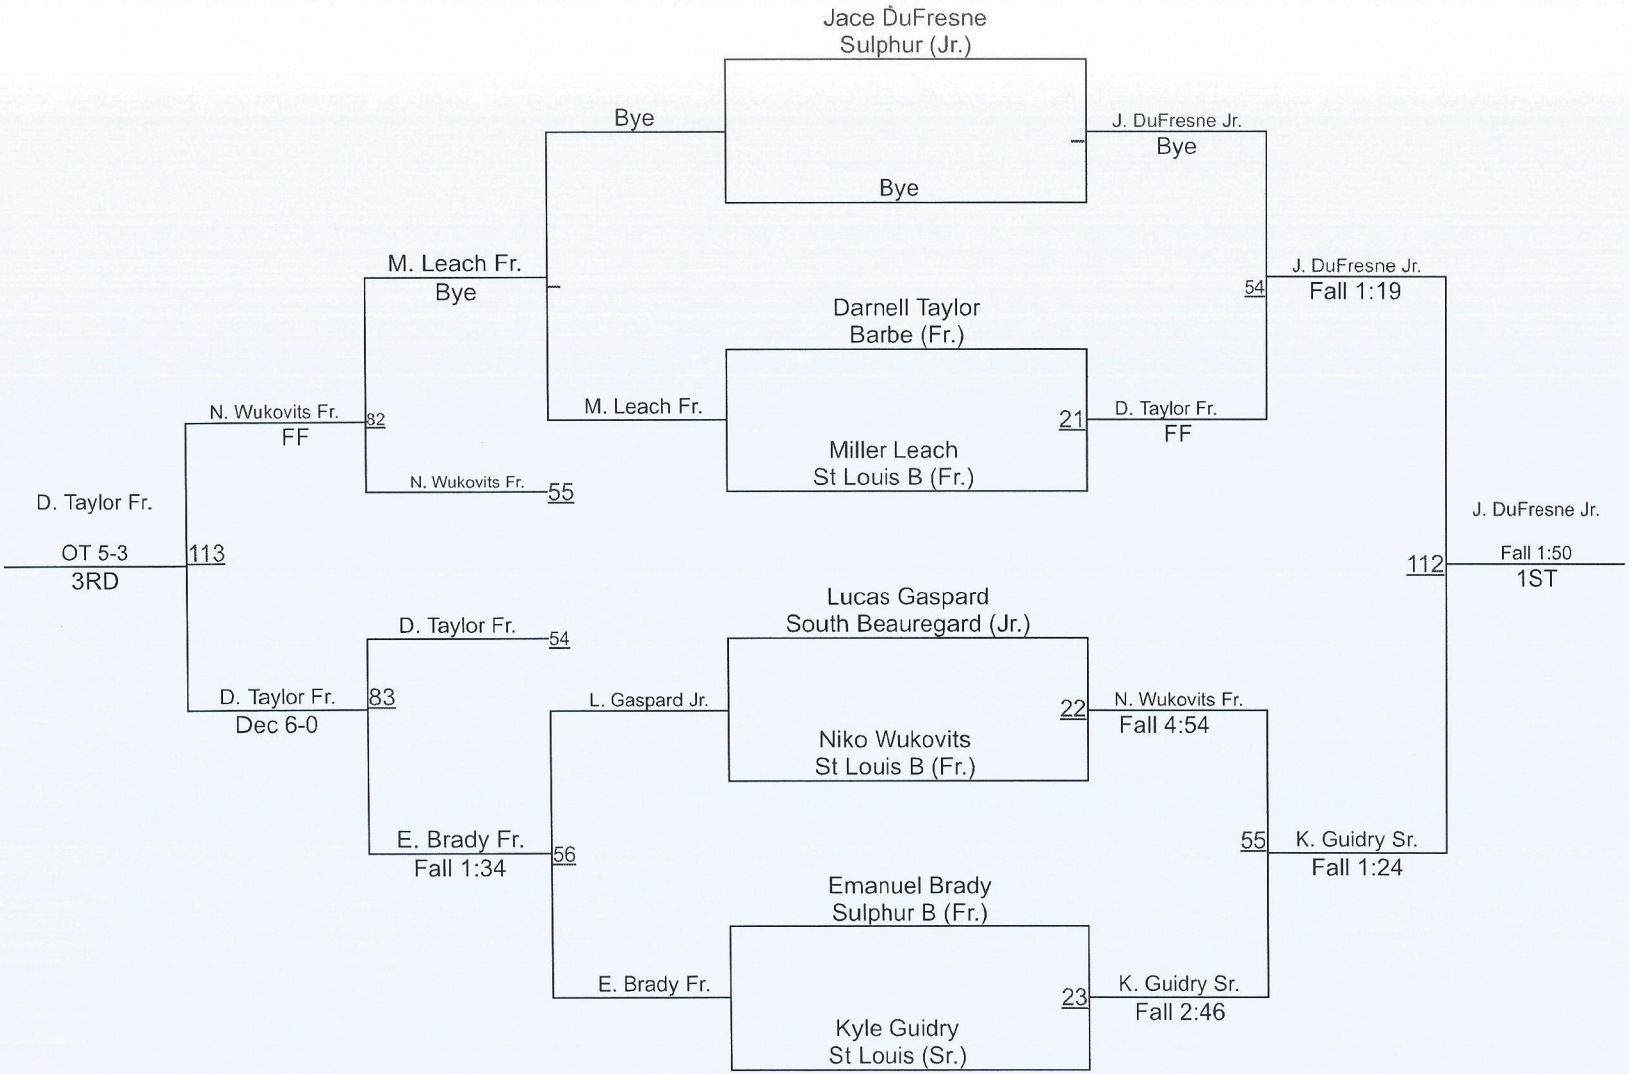 Jace DuFresne
Sulphur (Jr.)
Bye
J. DuFresne Jr.
Bye
Bye
M. Leach Fr.
Bye
J. DuFresne Jr.
54
Fall 1:19
Darnell Taylor
Barbe (Fr.)
M. Leach Fr.
21
D. Taylor Fr.
FF
N. Wukovits Fr.
82
FF
Miller Leach
St Louis B (Fr.)
N. Wukovits Fr.
55
D. Taylor Fr.
J. DuFresne Jr.
OT 5-3
113
3RD
112
Fall 1:50
1ST
Lucas Gaspard
South Beauregard (Jr.)
D. Taylor Fr.
54
D. Taylor Fr.
83
Dec 6-0
L. Gaspard Jr.
22
N. Wukovits Fr.
Fall 4:54
Niko Wukovits
St Louis B (Fr.)
E. Brady Fr.
56
Fall 1:34
55
K. Guidry Sr.
Fall 1:24
Emanuel Brady
Sulphur B (Fr.)
E. Brady Fr.
23
K. Guidry Sr.
Fall 2:46
Kyle Guidry
St Louis (Sr.)